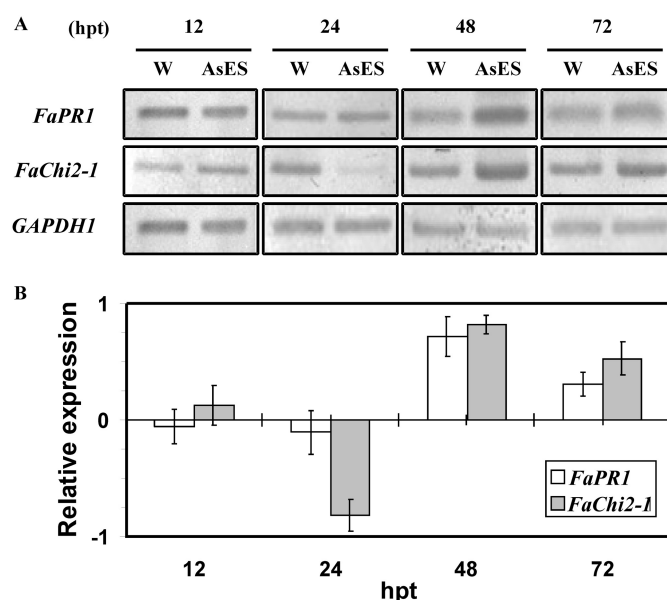 A (hpt) 12 24 48 72
W AsES W AsES W AsES W AsES
FaPR1
FaChi2-1
GAPDH1
B
1
0
-1
Relative expression
FaPR1
FaChi2-1
12 24 48 72
hpt